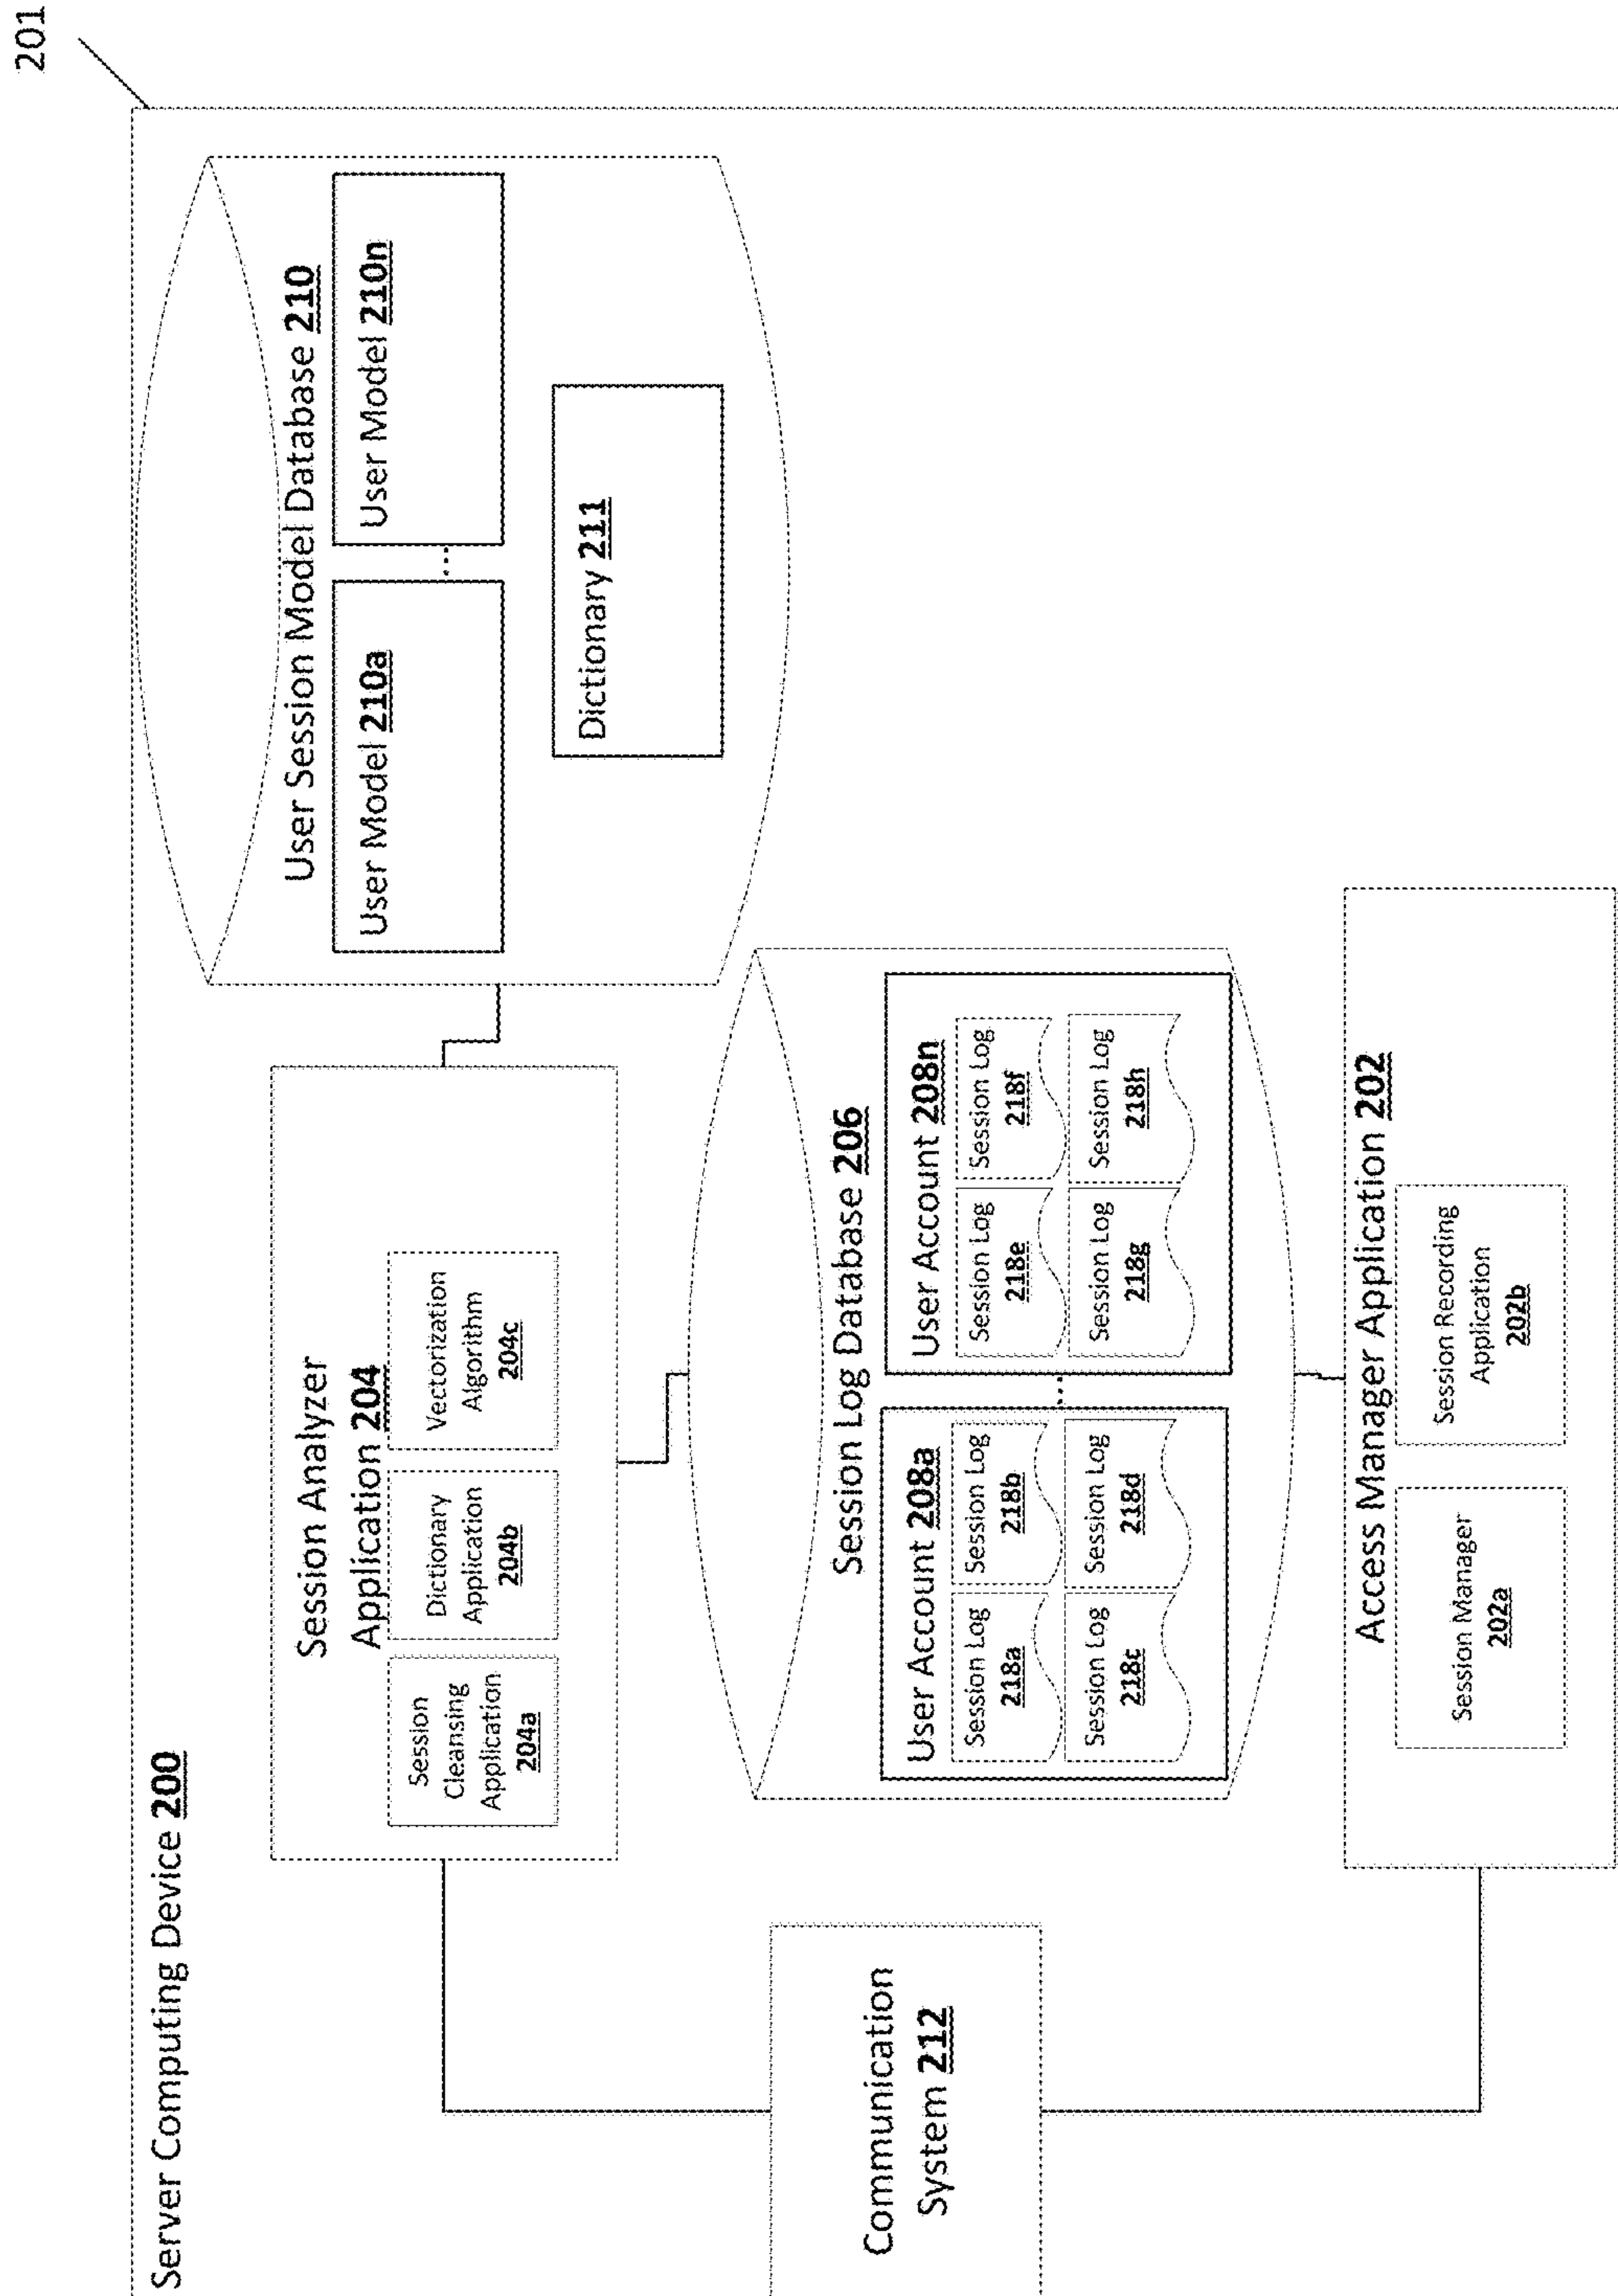 201
Server Computing Device 200
Session Analyzer
Application 204
Session
Cleansing
Application
204a
Dictionary
Application
204b
Vectorization
Algorithm
204c
User Session Model Database 210
User Model 210a
...
User Model 210n
Dictionary 211
Communication
System 212
Session Log Database 206
User Account 208a
Session Log
218a
Session Log
218b
Session Log
218c
Session Log
218d
...
User Account 208n
Session Log
218e
Session Log
218f
Session Log
218g
Session Log
218h
Access Manager Application 202
Session Manager
202a
Session Recording
Application
202b